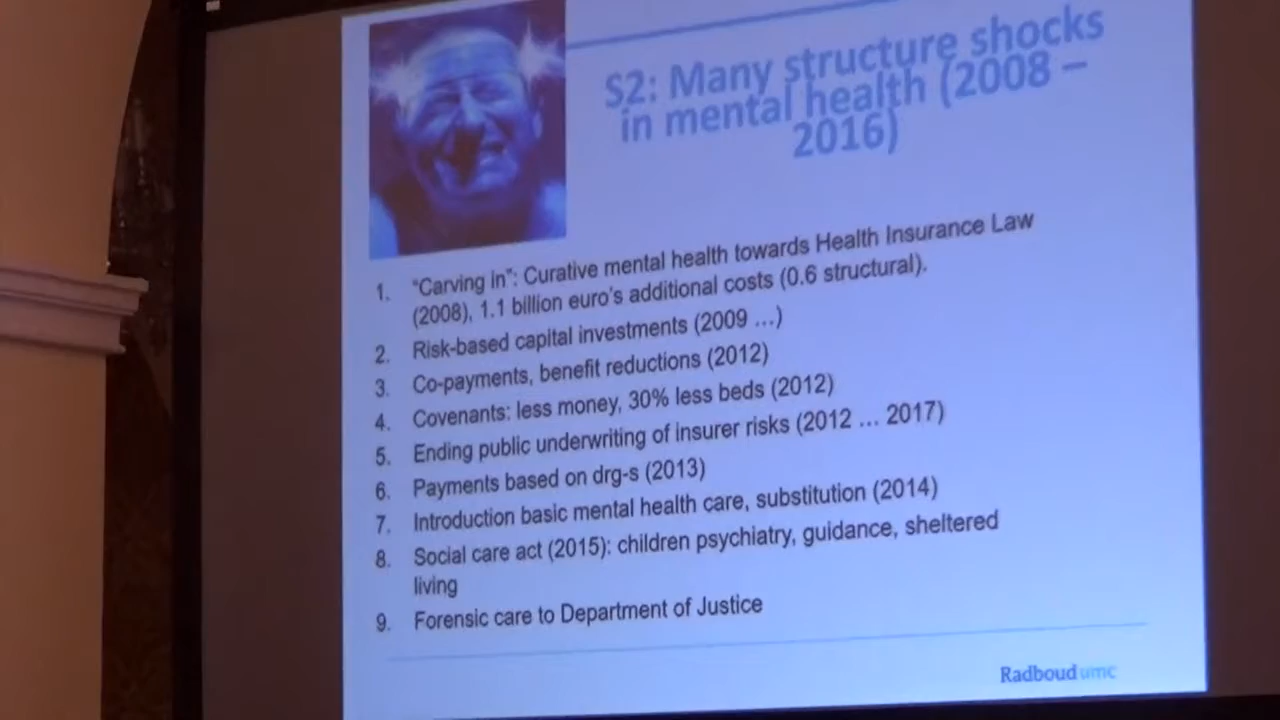 S2: Many structure shocks
in mental health (2008 –
2016)
1. “Carving in”: Curative mental health towards Health Insurance Law
(2008), 1.1 billion euro’s additional costs (0.6 structural).
2. Risk-based capital investments (2009 ...)
3. Co-payments, benefit reductions (2012)
4. Covenants: less money, 30% less beds (2012)
5. Ending public underwriting of insurer risks (2012 ... 2017)
6. Payments based on drg-s (2013)
7. Introduction basic mental health care, substitution (2014)
8. Social care act (2015): children psychiatry, guidance, sheltered
living
9. Forensic care to Department of Justice
Radboudumc